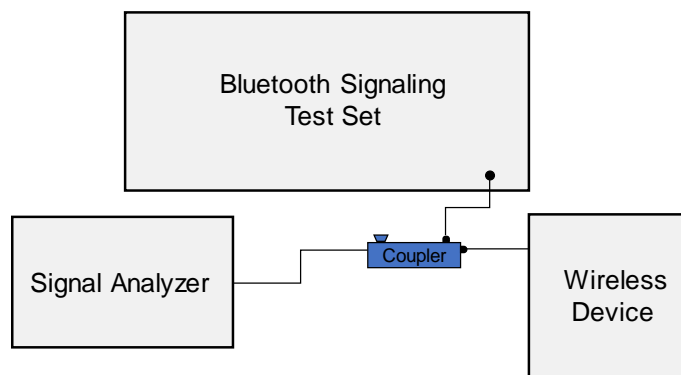 Bluetooth Signaling
Test Set
Coupler
Signal Analyzer
Wireless
Device